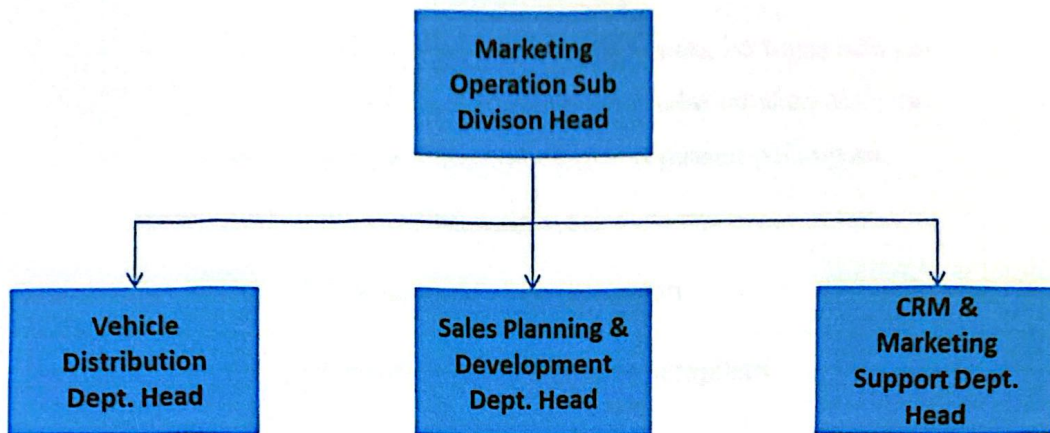 Marketing
Operation Sub
Divison Head
Vehicle
Distribution
Dept. Head
Sales Planning &
Development
Dept. Head
CRM &
Marketing
Support Dept.
Head